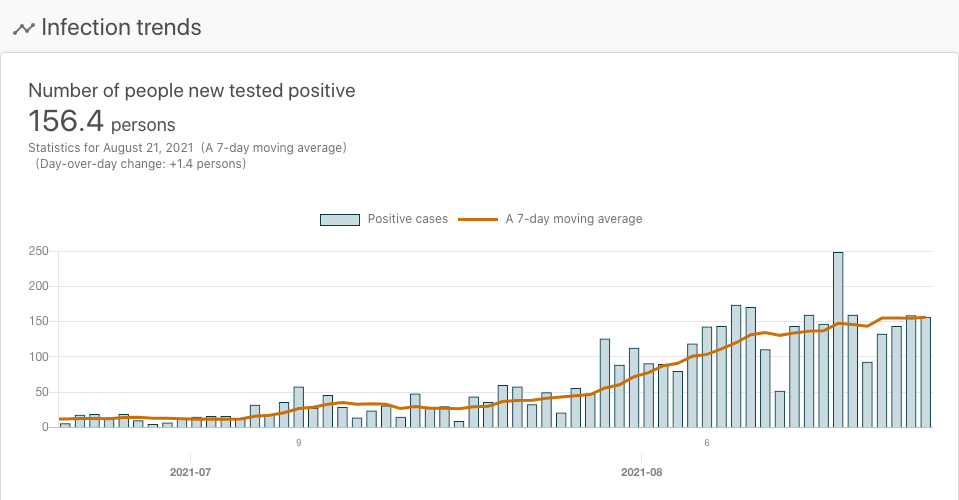 Infection trends
Number of people new tested positive
156.4 persons
Statistics for August 21, 2021 (A 7-day moving average)
(Day-over-day change: +1.4 persons)
Positive cases A 7-day moving average
250
200
150
100
50
0
9 6
2021-07 2021-08